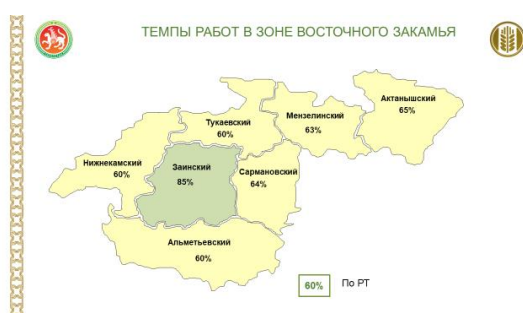 ТЕМПЫ РАБОТ В ЗОНЕ ВОСТОЧНОГО ЗАКАМЬЯ
Актанышский
65%
Мензелинский
63%
Тукаевский
60%
Нижнекамский
60%
Заинский
85%
Сармановский
64%
Альметьевский
60%
60% По РТ